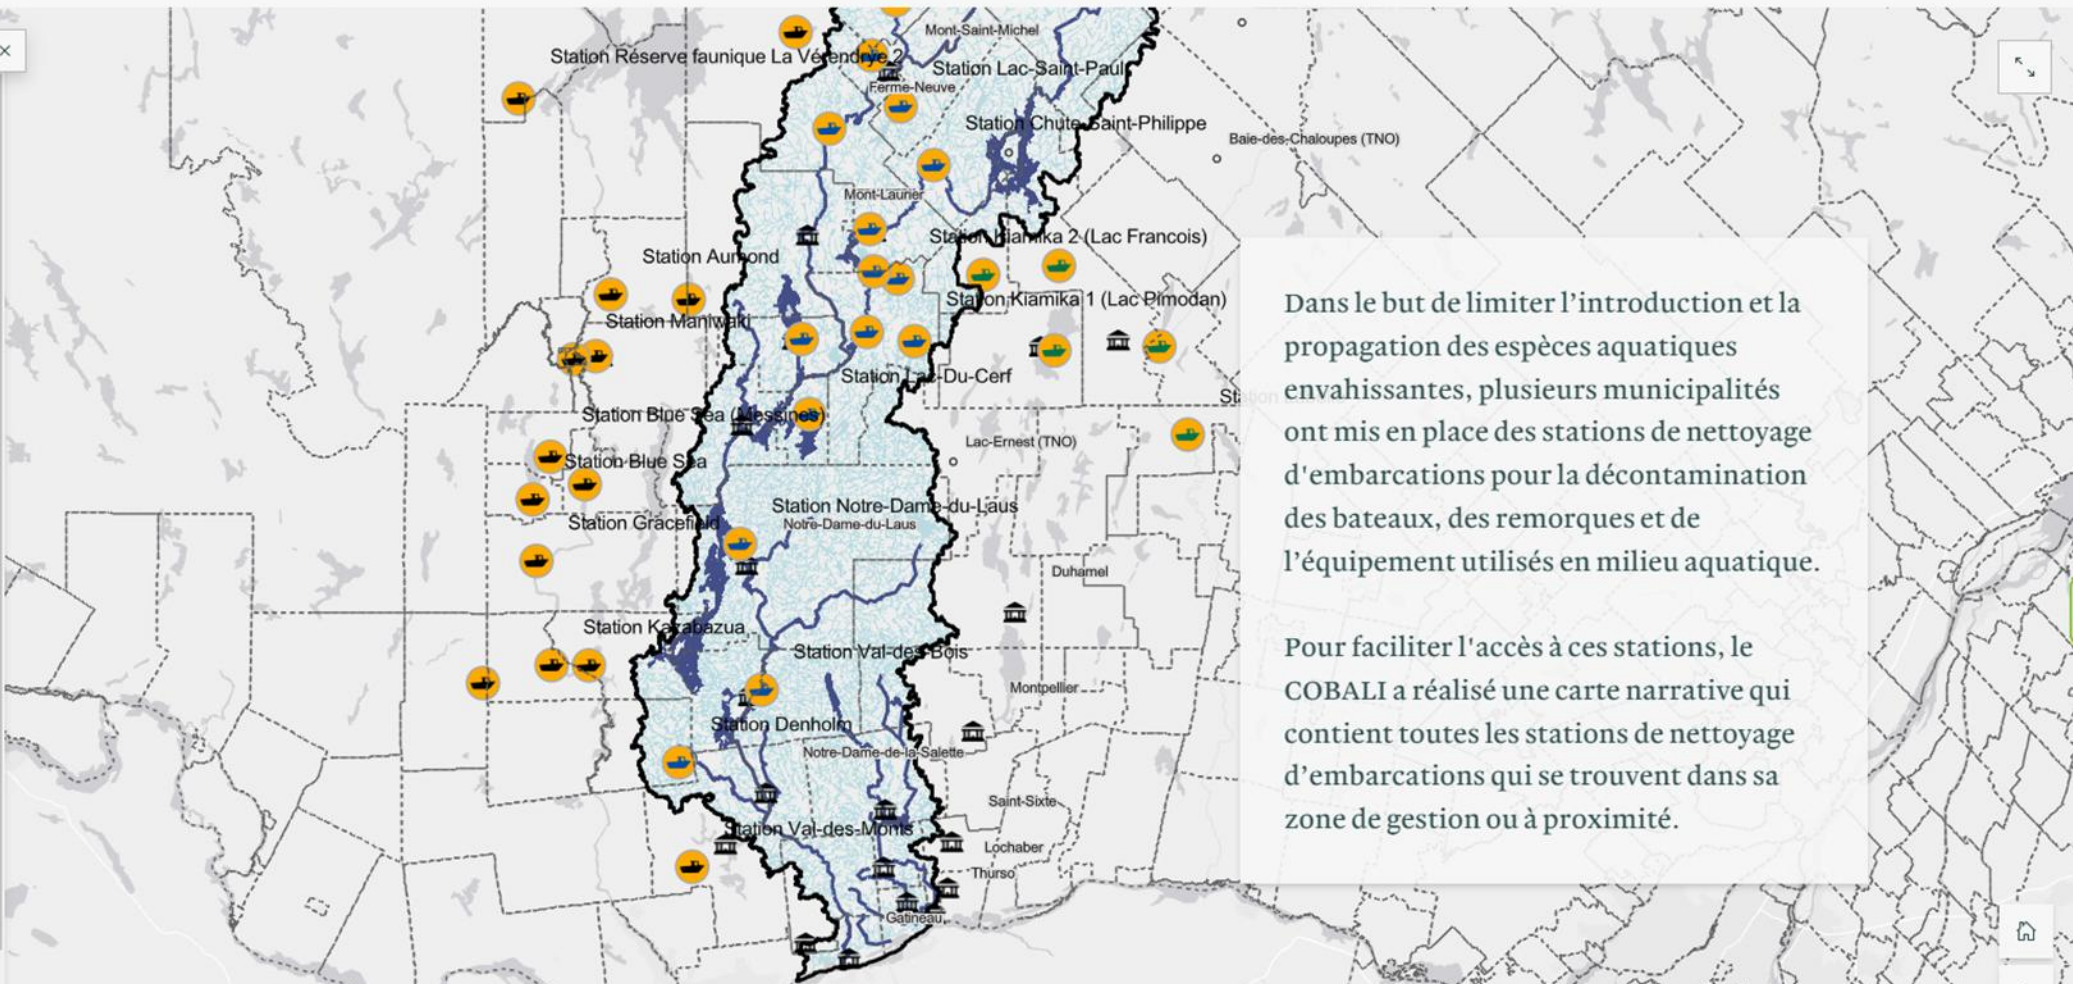 Mont-Saint-Michel
Station Réserve faunique La Vérendrye 2
Station Lac-Saint-Paul
Ferme-Neuve
Station Chute-Saint-Philippe
Baie-des-Chaloupes (TNO)
Mont-Laurier
Station Kiamika 2 (Lac Francois)
Station Aumond
Station Kiamika 1 (Lac Pimodan)
Station Maniwaki
Station Lac-Du-Cerf
Station Blue Sea (Messines)
Lac-Ernest (TNO)
Station Blue Sea
Station Notre-Dame-du-Laus
Notre-Dame-du-Laus
Station Gracefield
Duhamel
Station Kazabazua
Station Val-des-Bois
Montpellier
Station Denholm
Notre-Dame-de-la-Salette
Saint-Sixte
Station Val-des-Monts
Lochaber
Thurso
Gatineau
Dans le but de limiter l’introduction et la
propagation des espèces aquatiques
envahissantes, plusieurs municipalités
ont mis en place des stations de nettoyage
d'embarcations pour la décontamination
des bateaux, des remorques et de
l’équipement utilisés en milieu aquatique.
Pour faciliter l'accès à ces stations, le
COBALI a réalisé une carte narrative qui
contient toutes les stations de nettoyage
d’embarcations qui se trouvent dans sa
zone de gestion ou à proximité.